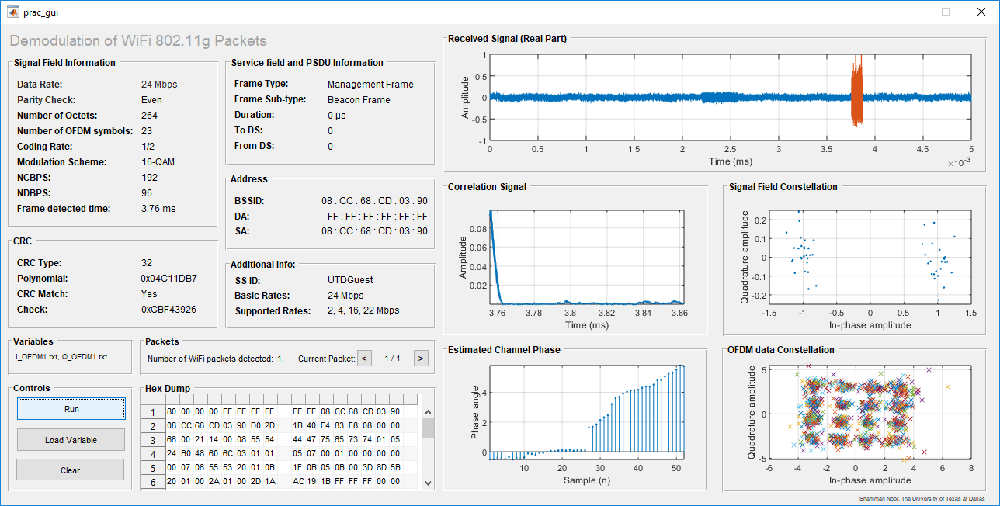 prac_gui
Demodulation of WiFi 802.11g Packets
Signal Field Information
Data Rate: 24 Mbps
Parity Check: Even
Number of Octets: 264
Number of OFDM symbols: 23
Coding Rate: 1/2
Modulation Scheme: 16-QAM
NCBPS: 192
NDBPS: 96
Frame detected time: 3.76 ms
CRC
CRC Type: 32
Polynomial: 0x04C11DB7
CRC Match: Yes
Check: 0xCBF43926
Service field and PSDU Information
Frame Type: Management Frame
Frame Sub-type: Beacon Frame
Duration: 0 µs
To DS: 0
From DS: 0
Address
BSSID: 08 : CC : 68 : CD : 03 : 90
DA: FF : FF : FF : FF : FF : FF
SA: 08 : CC : 68 : CD : 03 : 90
Additional Info:
SS ID: UTDGuest
Basic Rates: 24 Mbps
Supported Rates: 2, 4, 16, 22 Mbps
Variables
I_OFDM1.txt, Q_OFDM1.txt
Packets
Number of WiFi packets detected: 1. Current Packet: < 1 / 1 >
Controls
Run
Load Variable
Clear
Hex Dump
1 80 00 00 00 FF FF FF FF FF FF 08 CC 68 CD 03 90
2 08 CC 68 CD 03 90 D0 2D 1B 40 E4 83 E8 08 00 00
3 66 00 21 14 00 08 55 54 44 47 75 65 73 74 01 05
4 24 B0 48 60 6C 03 01 01 05 07 00 01 00 00 00 00
5 00 07 06 55 53 20 01 0B 1E 0B 05 0B 00 3D 8D 5B
6 20 01 00 2A 01 00 2D 1A AC 19 1B FF FF FF 00 00
Received Signal (Real Part)
Amplitude
1
0.5
0
-0.5
-1
0 0.5 1 1.5 2 2.5 3 3.5 4 4.5 5
Time (ms)
×10-3
Correlation Signal
Amplitude
0.08
0.06
0.04
0.02
3.76 3.78 3.8 3.82 3.84 3.86
Time (ms)
Signal Field Constellation
Quadrature amplitude
0.2
0.1
0
-0.1
-0.2
-1.5 -1 -0.5 0 0.5 1 1.5
In-phase amplitude
Estimated Channel Phase
Phase angle
4
2
0
10 20 30 40 50
Sample (n)
OFDM data Constellation
Quadrature amplitude
5
0
-5
-6 -4 -2 0 2 4 6 8
In-phase amplitude
Shamman Noor, The University of Texas at Dallas